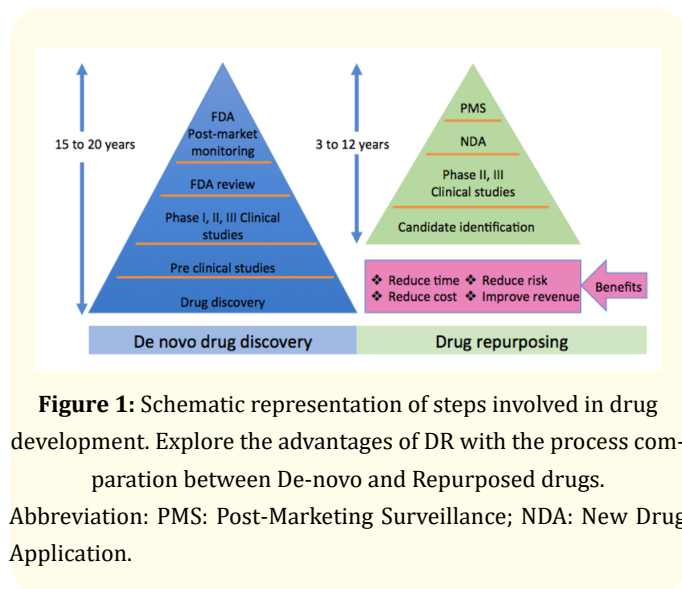 15 to 20 years
FDA
Post-market
monitoring
FDA review
Phase I, II, III Clinical
studies
Pre clinical studies
Drug discovery
3 to 12 years
PMS
NDA
Phase II, III
Clinical studies
Candidate identification
❖ Reduce time ❖ Reduce risk
❖ Reduce cost ❖ Improve revenue
Benefits
De novo drug discovery
Drug repurposing
Figure 1: Schematic representation of steps involved in drug
development. Explore the advantages of DR with the process com-
paration between De-novo and Repurposed drugs.
Abbreviation: PMS: Post-Marketing Surveillance; NDA: New Drug
Application.